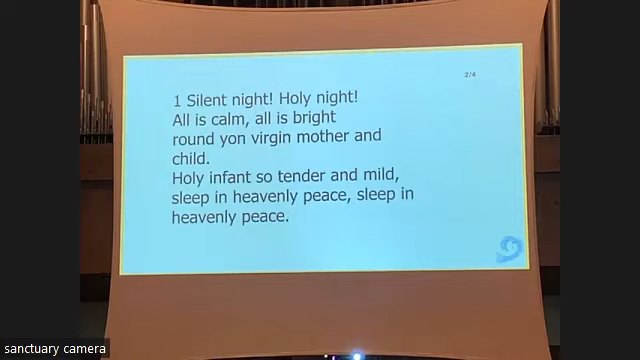 2/4
1 Silent night! Holy night!
All is calm, all is bright
round yon virgin mother and
child.
Holy infant so tender and mild,
sleep in heavenly peace, sleep in
heavenly peace.
sanctuary camera